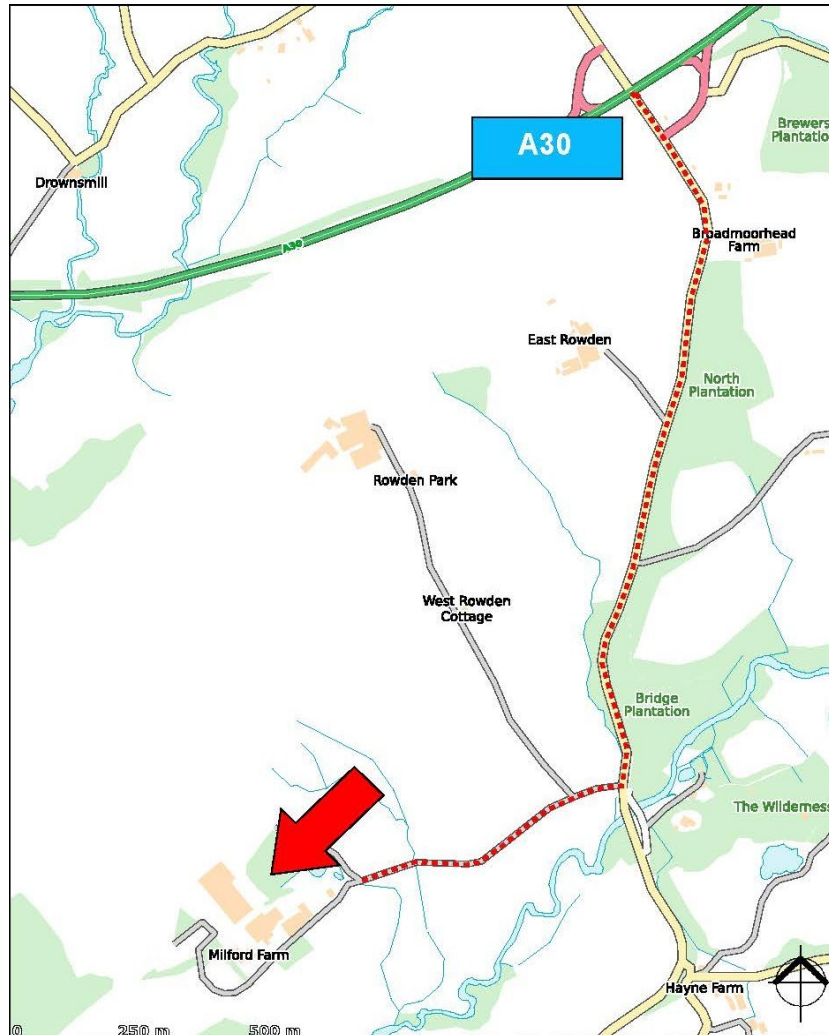 A30
Brewers
Plantatio
Drownsmill
Broadmoorhead
Farm
A30
East Rowden
North
Plantation
Rowden Park
West Rowden
Cottage
Bridge
Plantation
The Wilderness
Milford Farm
Hayne Farm
0
250 m
500 m